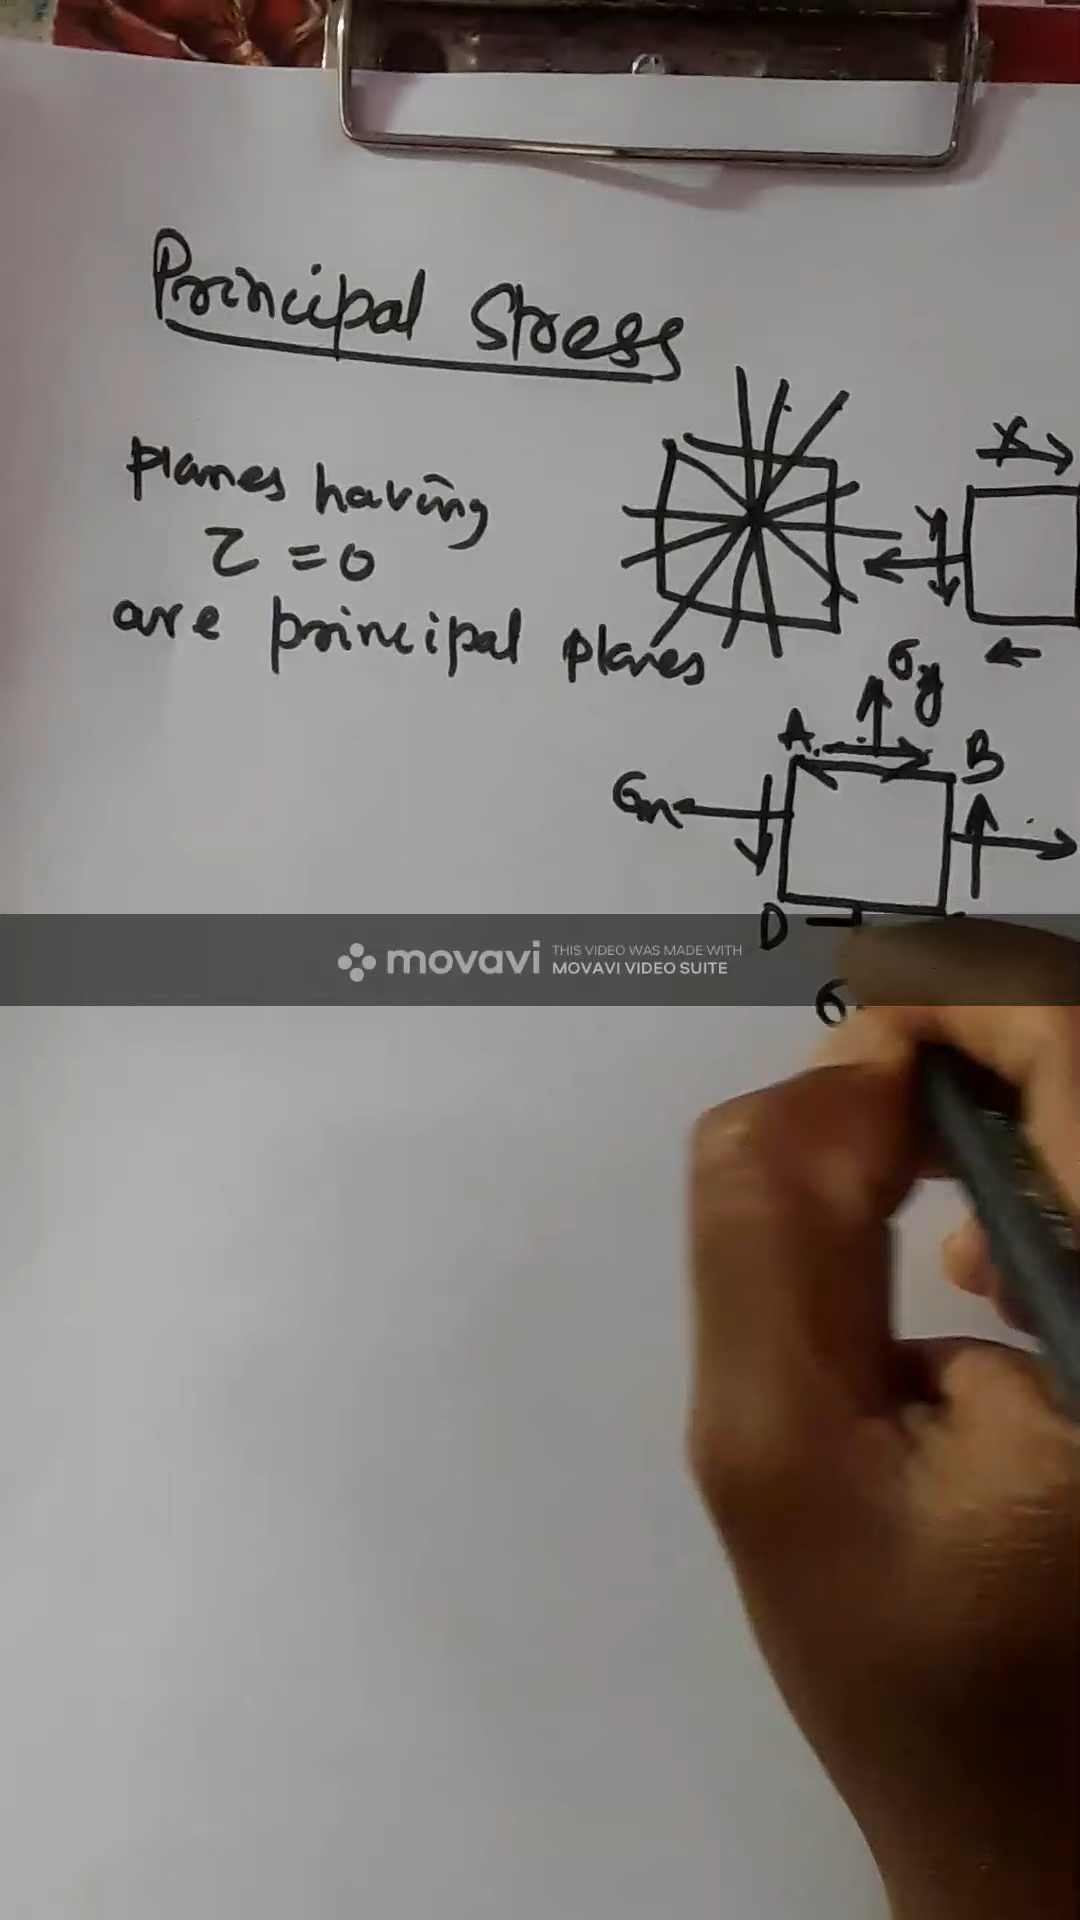 Principal Stress
planes having
τ = 0
are principal planes
σy
A
B
σx
D
movavi
THIS VIDEO WAS MADE WITH
MOVAVI VIDEO SUITE
σ